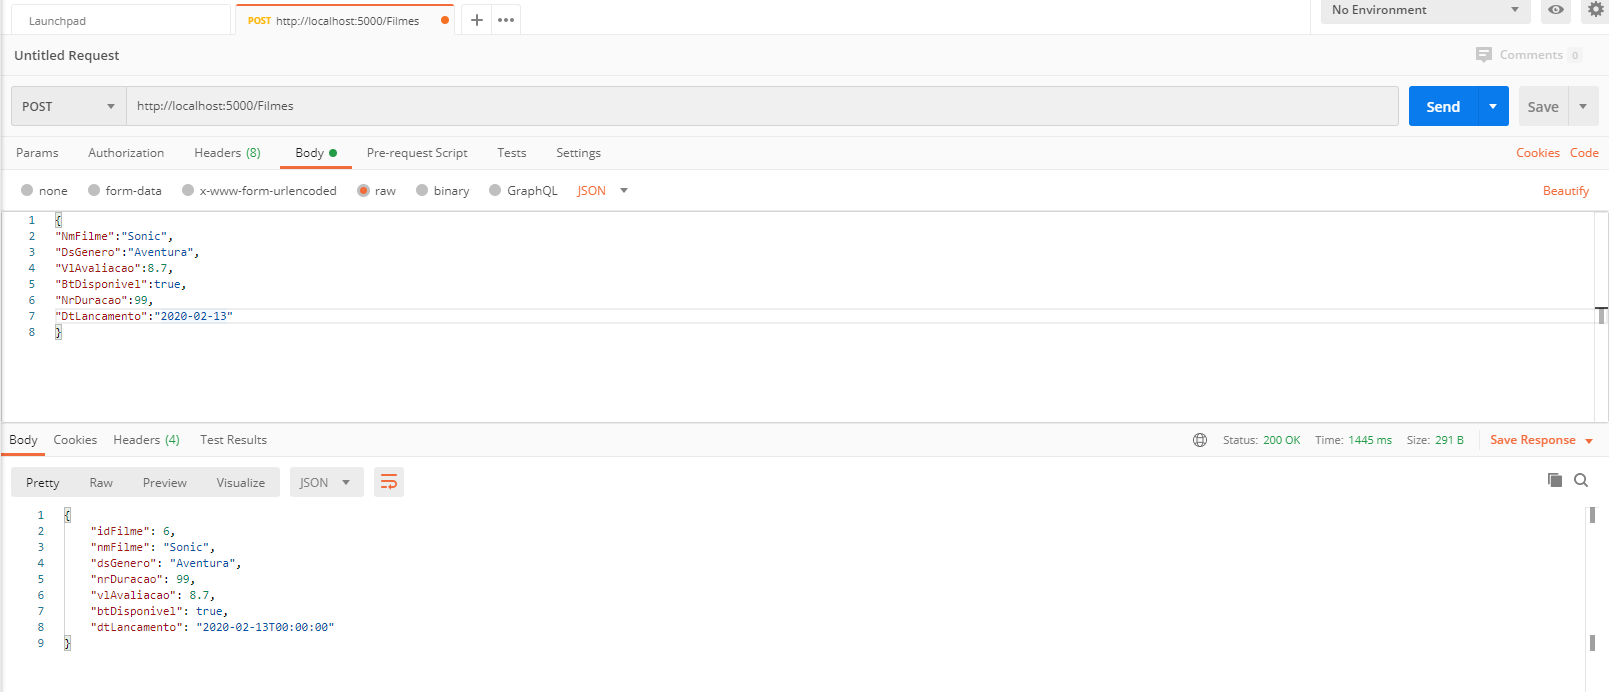 Launchpad
POST http://localhost:5000/Filmes
No Environment
Untitled Request
Comments 0
POST
http://localhost:5000/Filmes
Send
Save
Params Authorization Headers (8) Body Pre-request Script Tests Settings Cookies Code
none form-data x-www-form-urlencoded raw binary GraphQL JSON Beautify
1 {
2 "NmFilme":"Sonic",
3 "DsGenero":"Aventura",
4 "VlAvaliacao":8.7,
5 "BtDisponivel":true,
6 "NrDuracao":99,
7 "DtLancamento":"2020-02-13"
8 }
Body Cookies Headers (4) Test Results Status: 200 OK Time: 1445 ms Size: 291 B Save Response
Pretty Raw Preview Visualize JSON
1 {
2 "idFilme": 6,
3 "nmFilme": "Sonic",
4 "dsGenero": "Aventura",
5 "nrDuracao": 99,
6 "vlAvaliacao": 8.7,
7 "btDisponivel": true,
8 "dtLancamento": "2020-02-13T00:00:00"
9 }